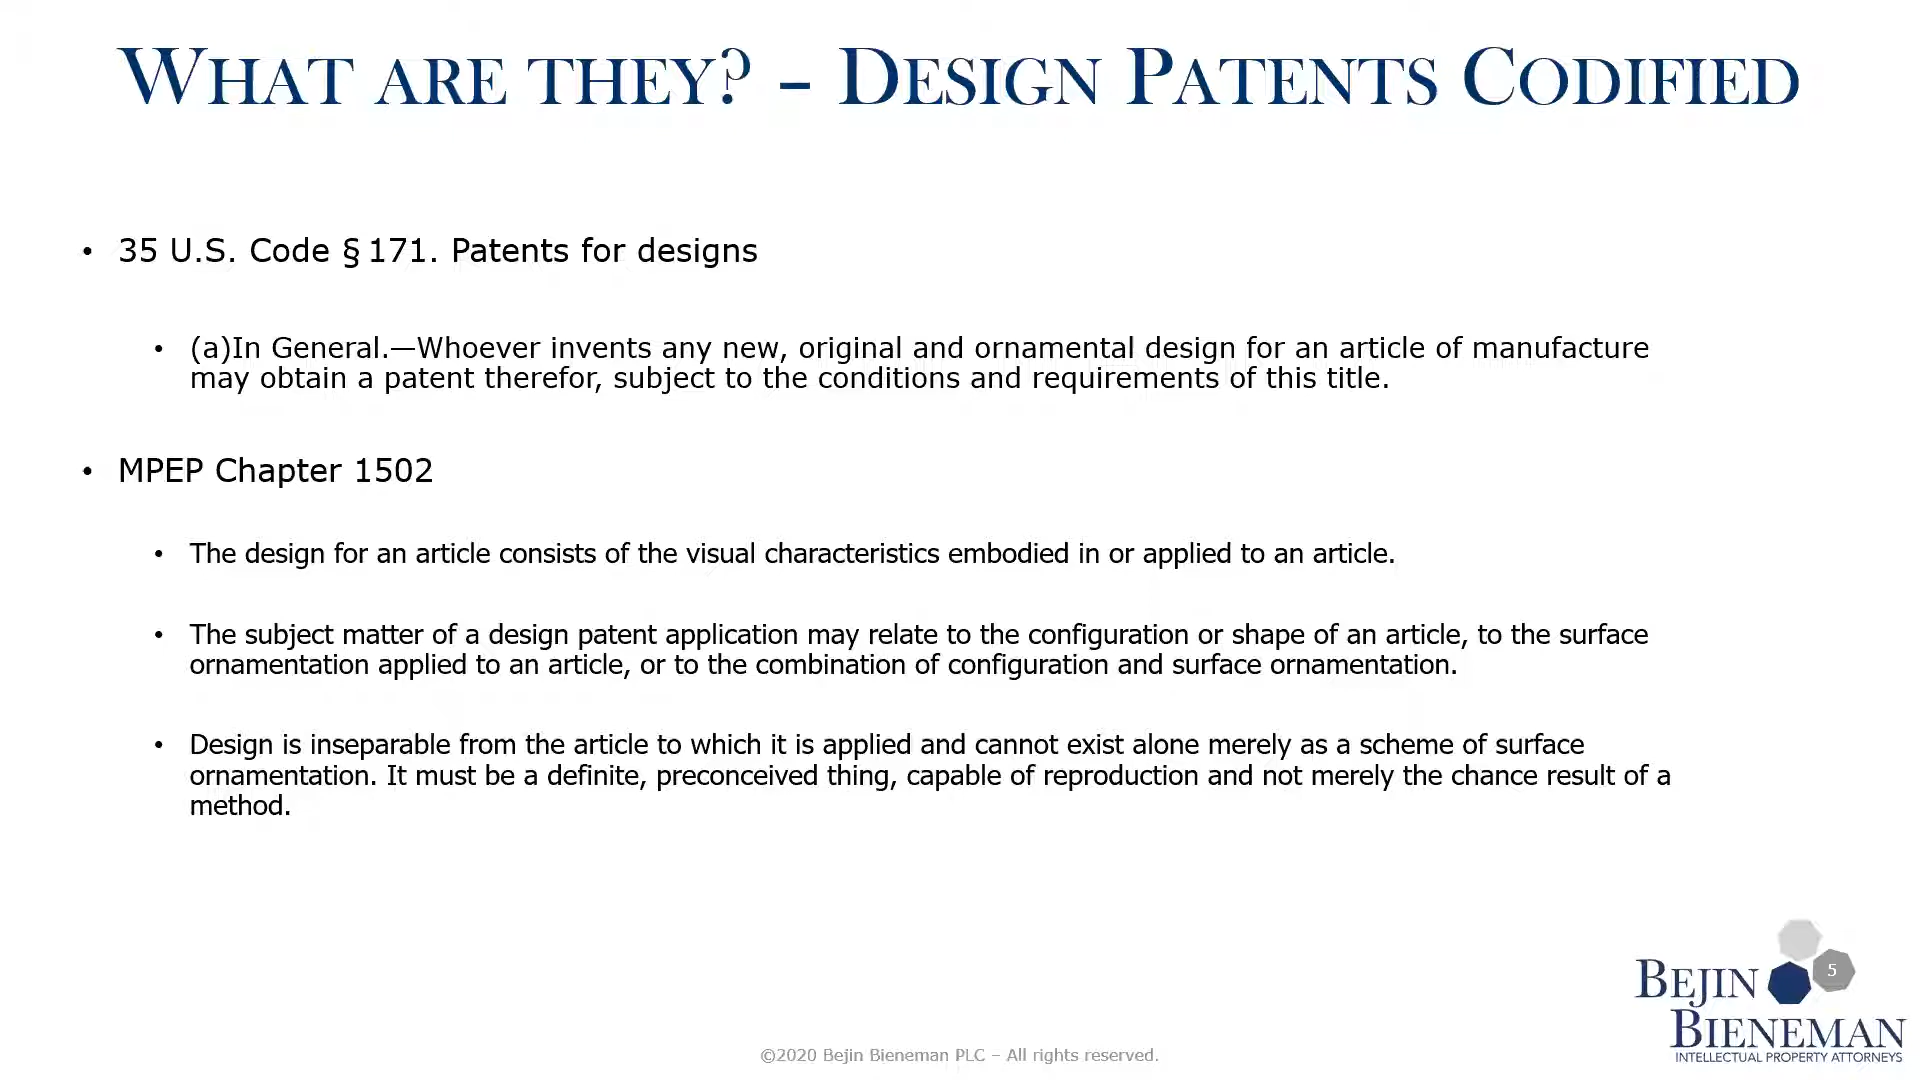 What are they? – Design Patents Codified
• 35 U.S. Code § 171. Patents for designs
• (a)In General.—Whoever invents any new, original and ornamental design for an article of manufacture
may obtain a patent therefor, subject to the conditions and requirements of this title.
• MPEP Chapter 1502
• The design for an article consists of the visual characteristics embodied in or applied to an article.
• The subject matter of a design patent application may relate to the configuration or shape of an article, to the surface
ornamentation applied to an article, or to the combination of configuration and surface ornamentation.
• Design is inseparable from the article to which it is applied and cannot exist alone merely as a scheme of surface
ornamentation. It must be a definite, preconceived thing, capable of reproduction and not merely the chance result of a
method.
5
Bejin
Bieneman
INTELLECTUAL PROPERTY ATTORNEYS
©2020 Bejin Bieneman PLC – All rights reserved.